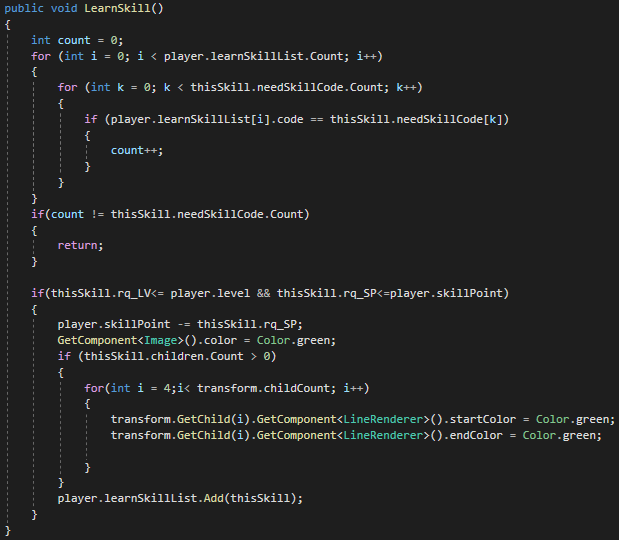 public void LearnSkill()
{
    int count = 0;
    for (int i = 0; i < player.learnSkillList.Count; i++)
    {
        for (int k = 0; k < thisSkill.needSkillCode.Count; k++)
        {
            if (player.learnSkillList[i].code == thisSkill.needSkillCode[k])
            {
                count++;
            }
        }
    }
    if(count != thisSkill.needSkillCode.Count)
    {
        return;
    }

    if(thisSkill.rq_LV<= player.level && thisSkill.rq_SP<=player.skillPoint)
    {
        player.skillPoint -= thisSkill.rq_SP;
        GetComponent<Image>().color = Color.green;
        if (thisSkill.children.Count > 0)
        {
            for(int i = 4;i< transform.childCount; i++)
            {
                transform.GetChild(i).GetComponent<LineRenderer>().startColor = Color.green;
                transform.GetChild(i).GetComponent<LineRenderer>().endColor = Color.green;

            }
        }
        player.learnSkillList.Add(thisSkill);
    }
}